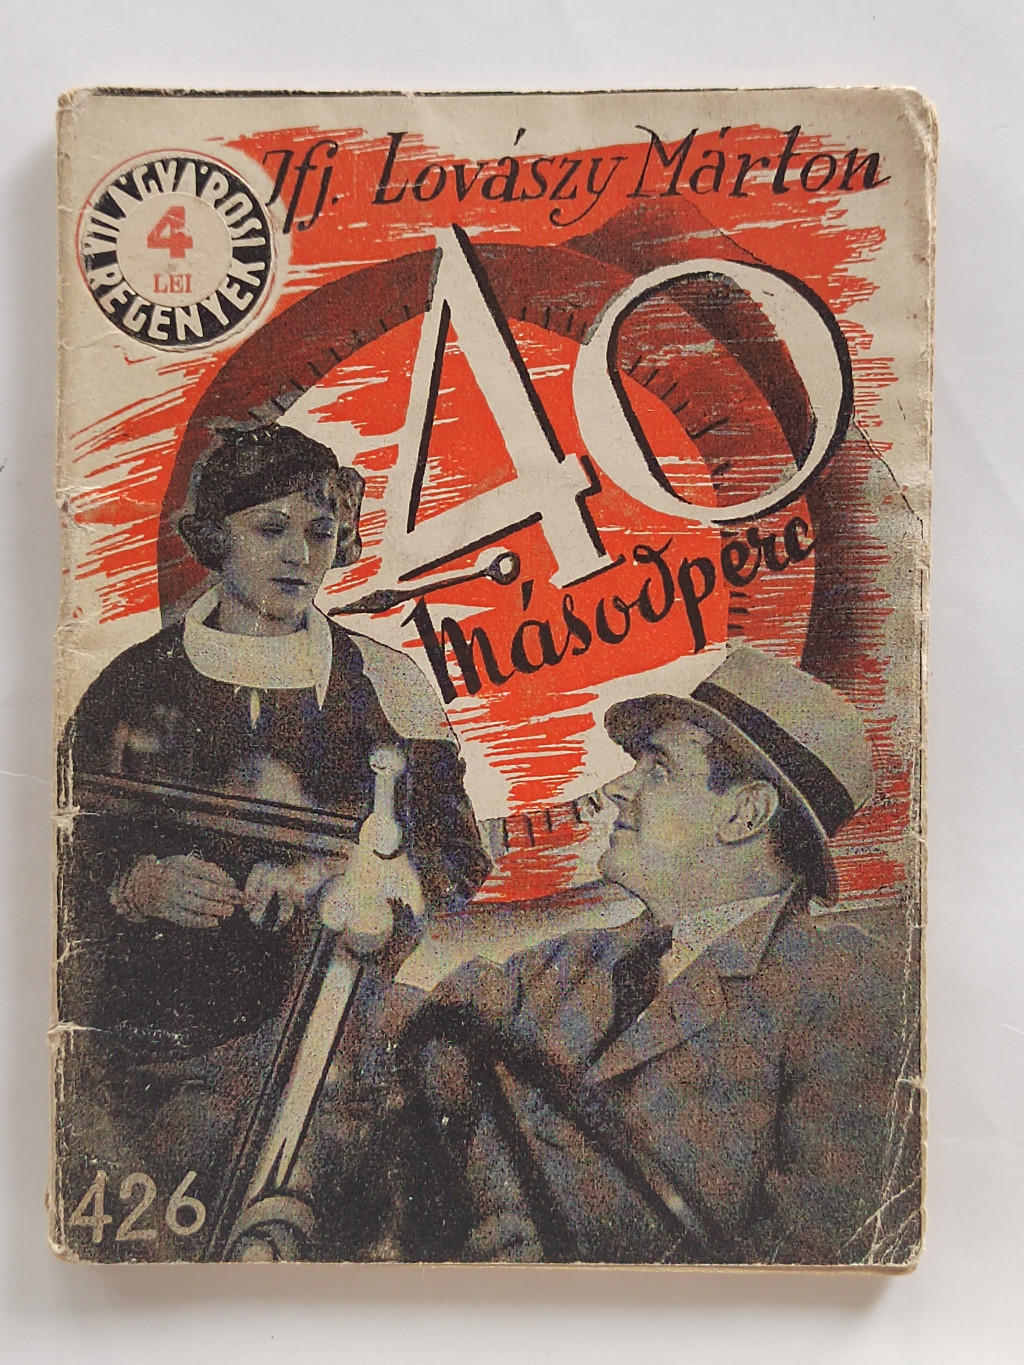 Ifj. Lovászy Márton
VILÁGVÁROSI
4
LEI
REGÉNYEK
40
másodperc
426